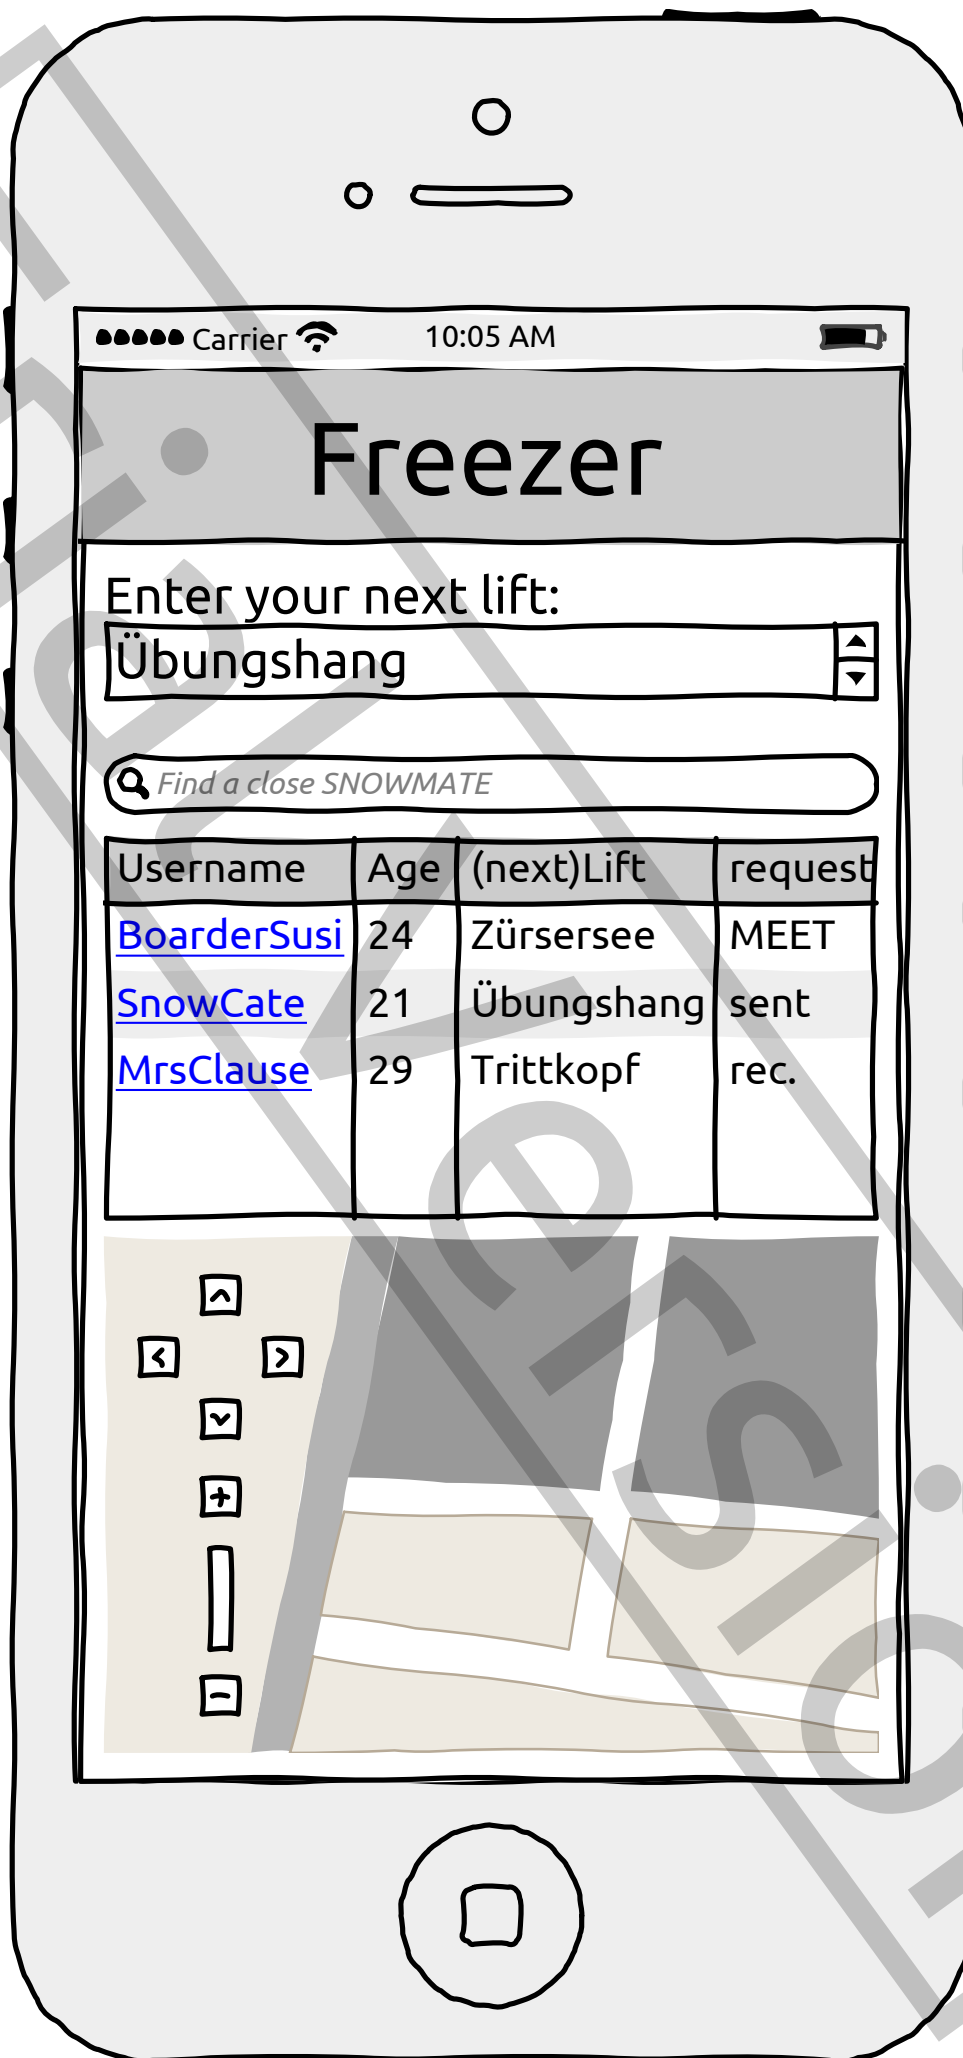 Carrier 10:05 AM
Freezer
Enter your next lift:
Übungshang
Find a close SNOWMATE
Username Age (next)Lift request
BoarderSusi 24 Zürsersee MEET
SnowCate 21 Übungshang sent
MrsClause 29 Trittkopf rec.